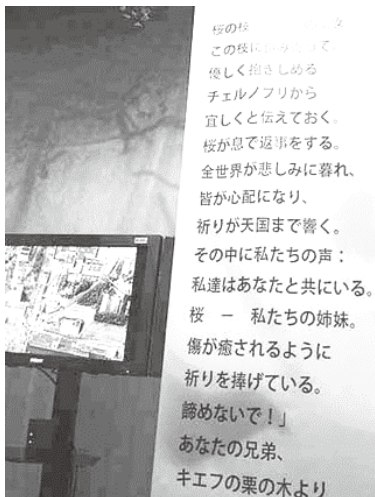 桜の枝
この枝に
優しく抱きしめる
チェルノブリから
宜しくと伝えておく。
桜が息で返事をする。
全世界が悲しみに暮れ、
皆が心配になり、
祈りが天国まで響く。
その中に私たちの声：
私達はあなたと共にいる。
桜 － 私たちの姉妹。
傷が癒されるように
祈りを捧げている。
諦めないで！」
あなたの兄弟、
キエフの栗の木より